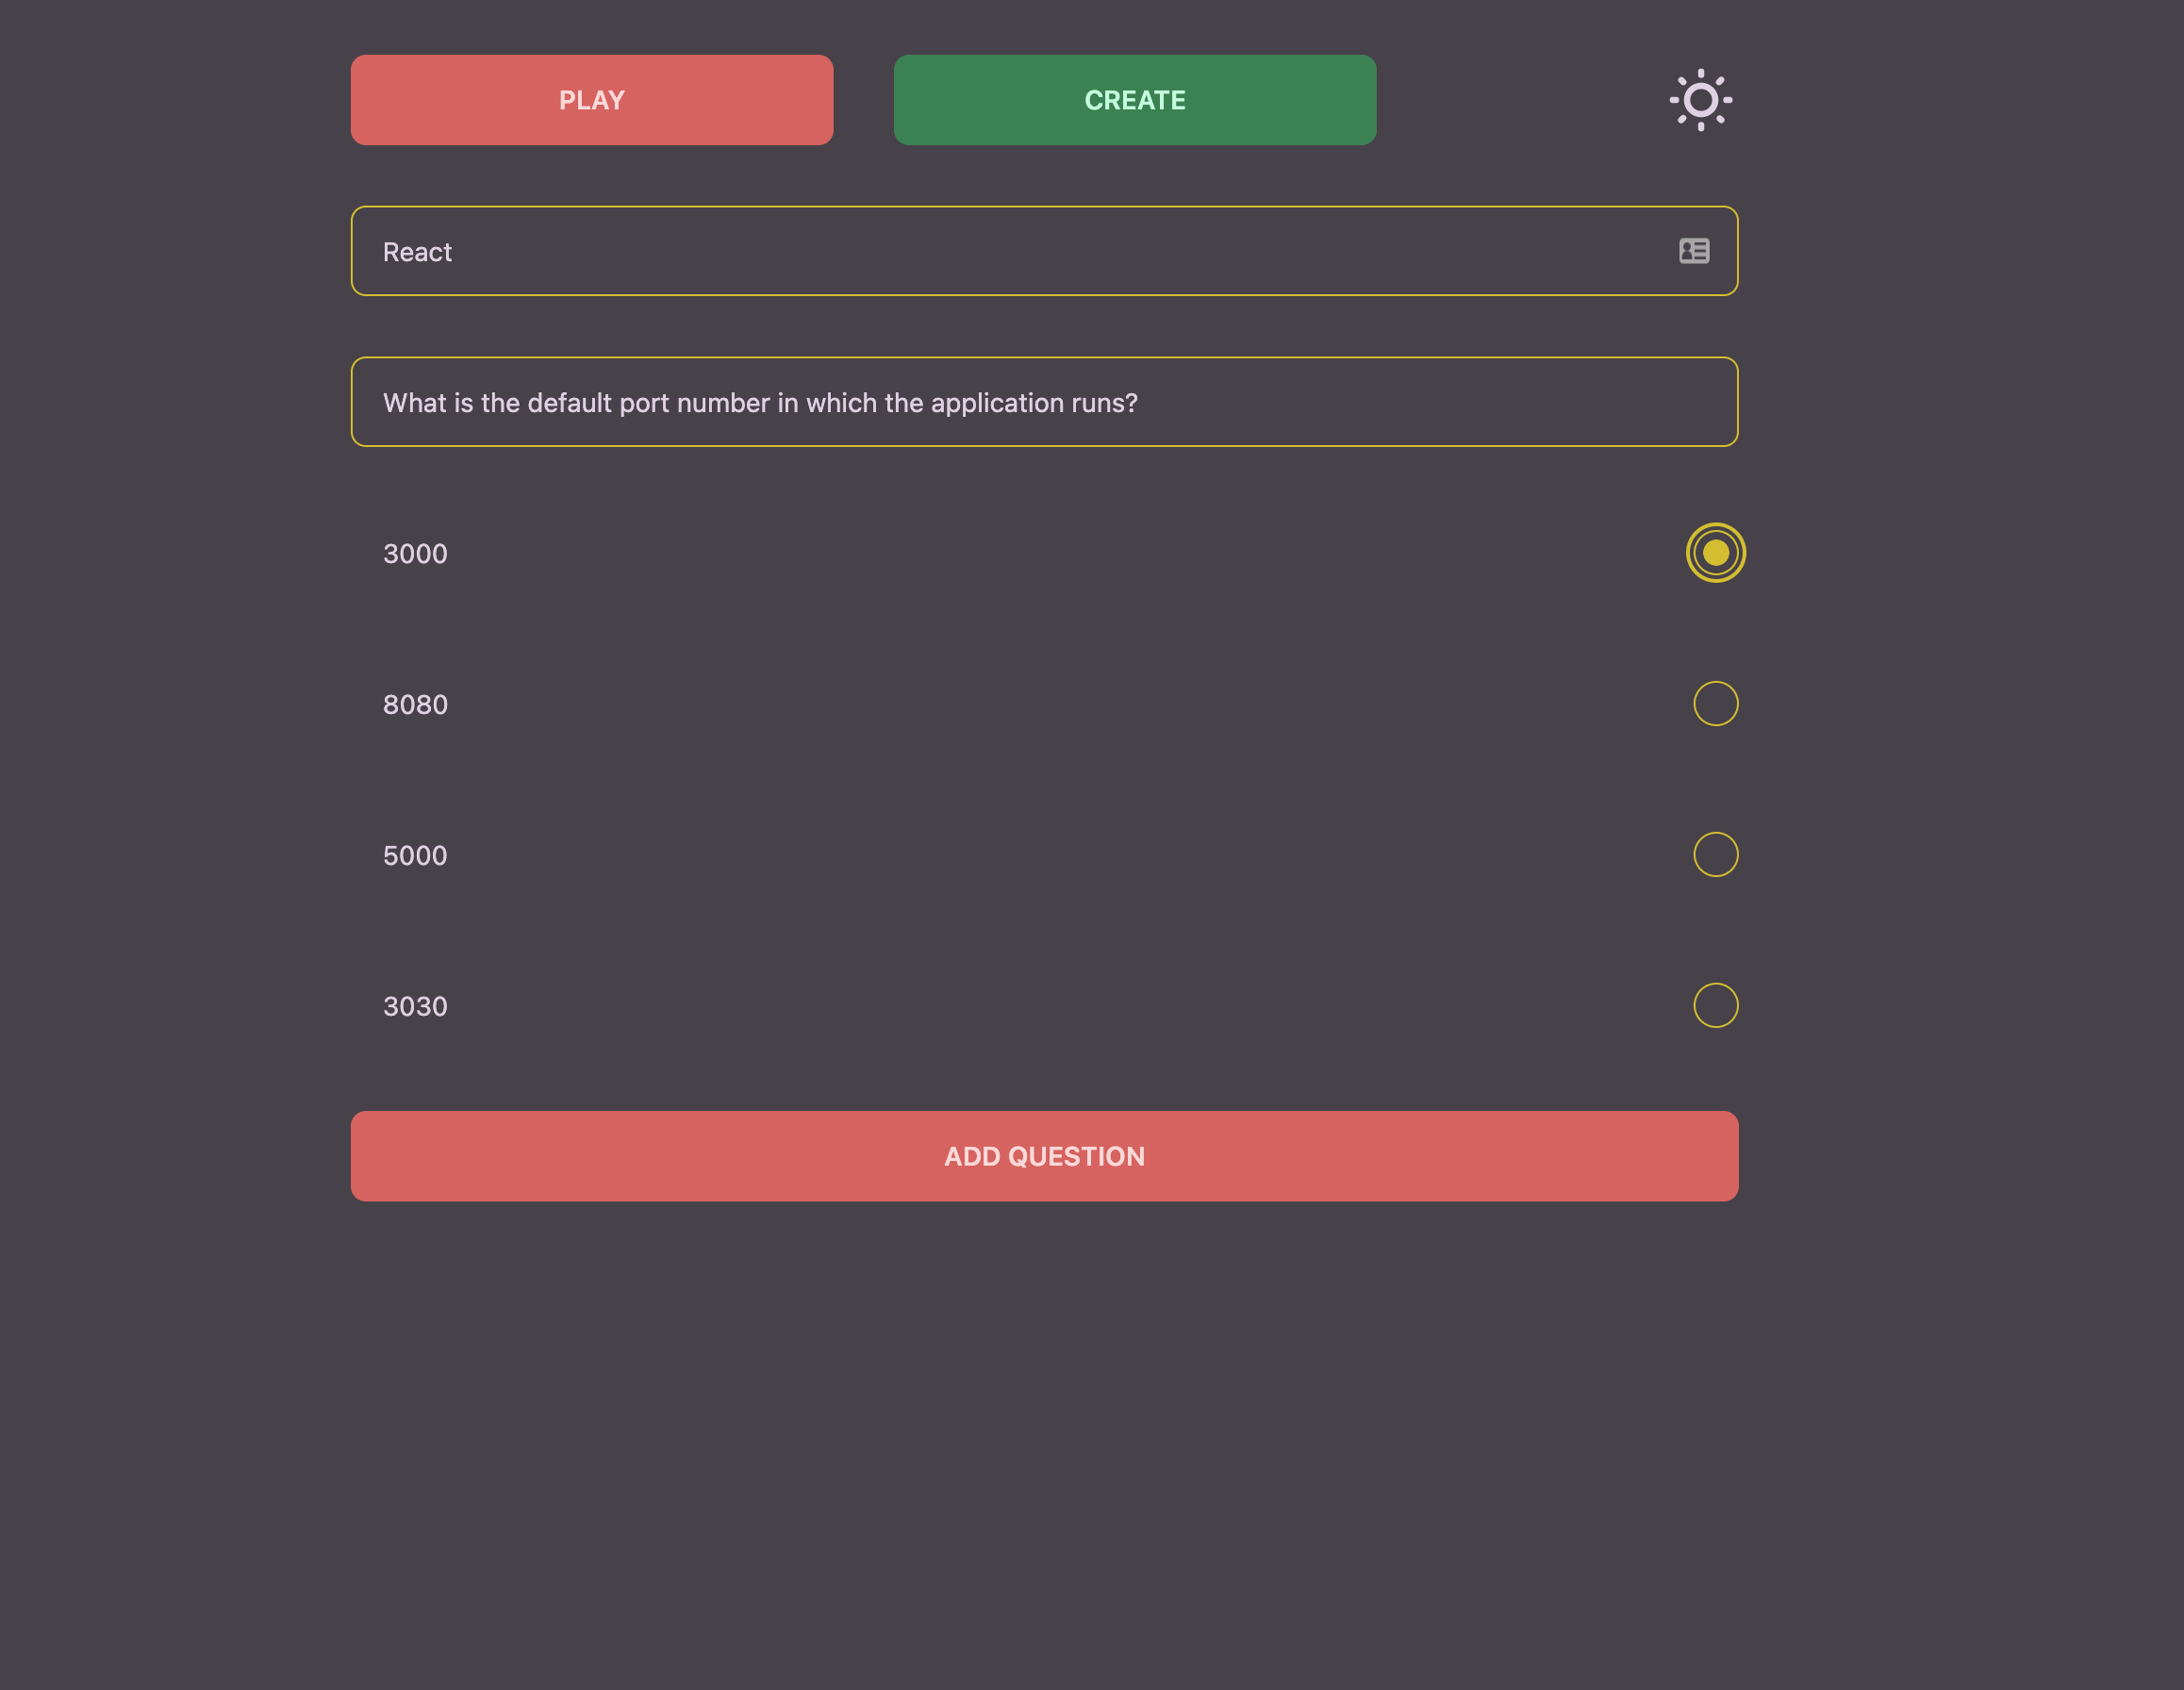 PLAY
CREATE
React
What is the default port number in which the application runs?
3000
8080
5000
3030
ADD QUESTION